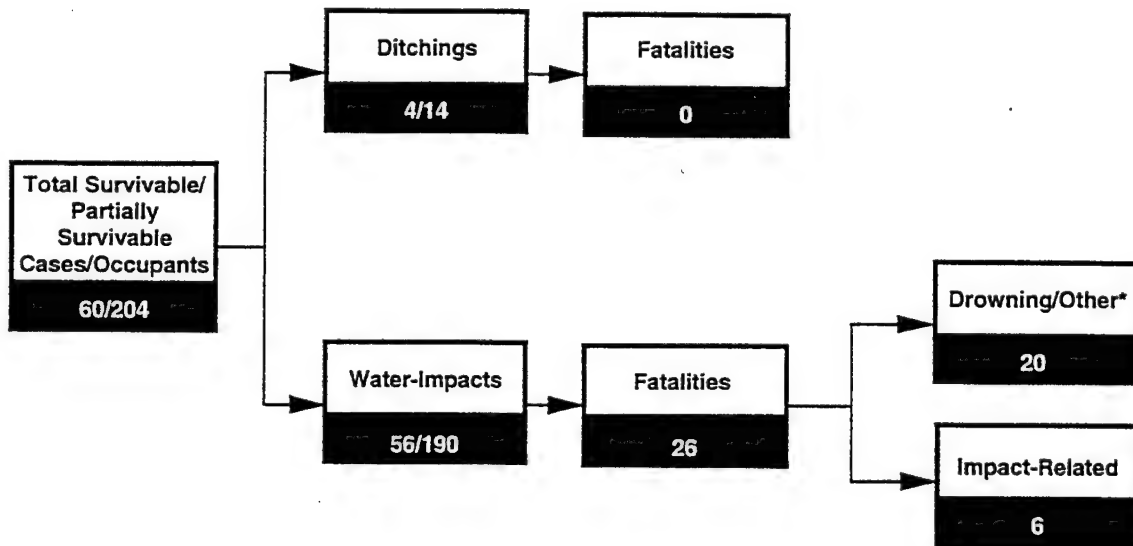 Ditchings
4/14
Fatalities
0
Total Survivable/
Partially
Survivable
Cases/Occupants
60/204
Water-Impacts
56/190
Fatalities
26
Drowning/Other*
20
Impact-Related
6